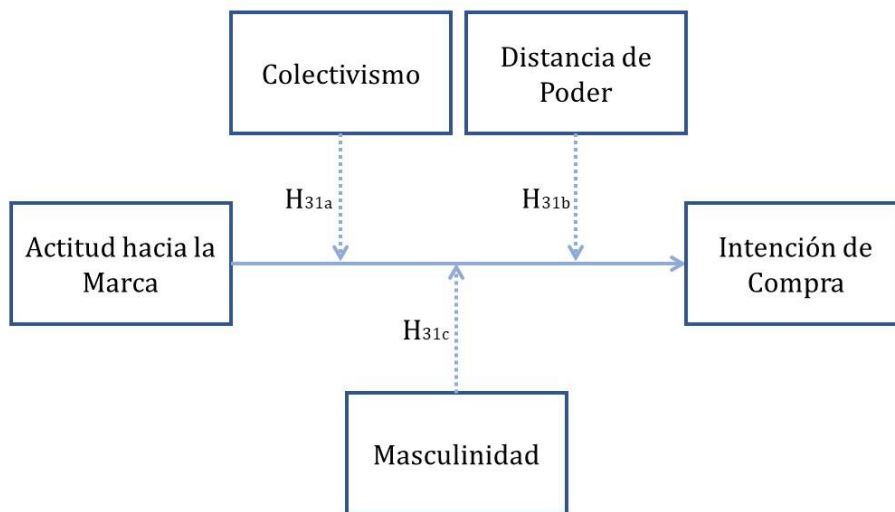 Colectivismo
Distancia de
Poder
H31a
H31b
Actitud hacia la
Marca
Intención de
Compra
H31c
Masculinidad